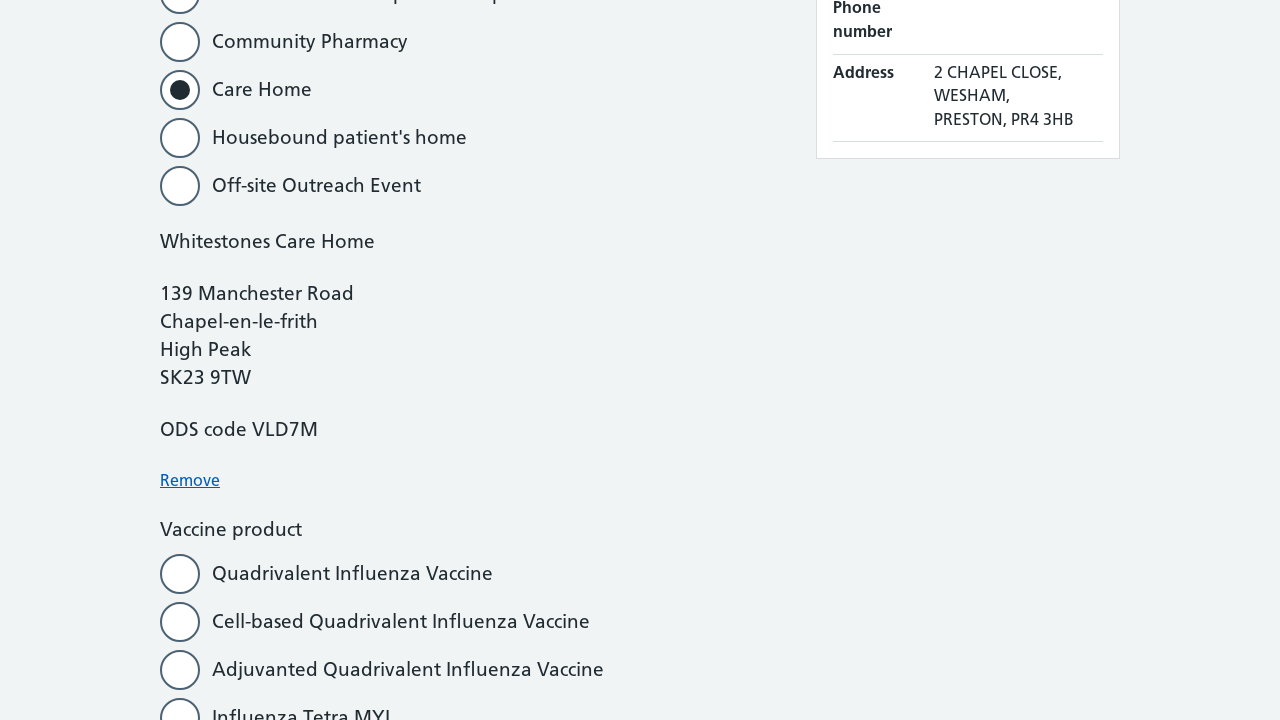 Community Pharmacy
Care Home
Housebound patient's home
Off-site Outreach Event
Whitestones Care Home
139 Manchester Road
Chapel-en-le-frith
High Peak
SK23 9TW
ODS code VLD7M
Remove
Vaccine product
Quadrivalent Influenza Vaccine
Cell-based Quadrivalent Influenza Vaccine
Adjuvanted Quadrivalent Influenza Vaccine
Influenza Tetra MYL
Phone
number
Address
2 CHAPEL CLOSE,
WESHAM,
PRESTON, PR4 3HB